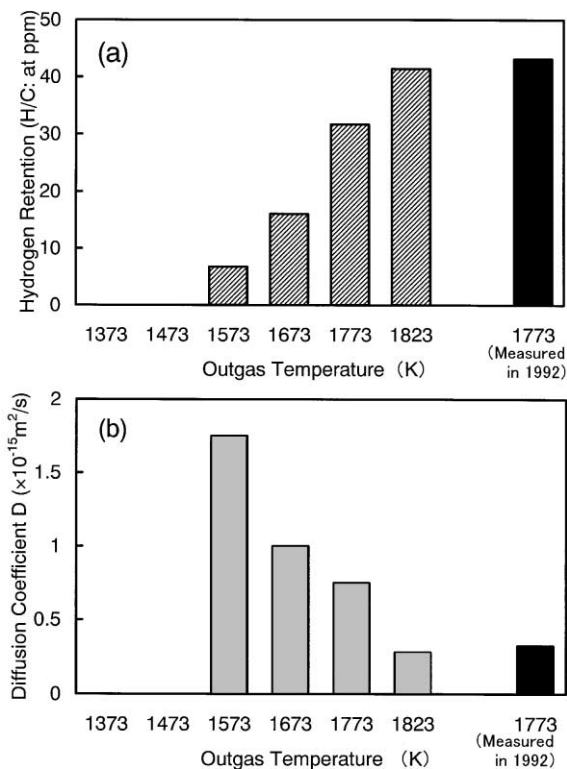 (a)
Hydrogen Retention (H/C: at ppm)
50
40
30
20
10
0
1373 1473 1573 1673 1773 1823 1773
(Measured
in 1992)
Outgas Temperature (K)
(b)
Diffusion Coefficient D (×10⁻¹⁵m²/s)
2
1.5
1
0.5
0
1373 1473 1573 1673 1773 1823 1773
(Measured
in 1992)
Outgas Temperature (K)